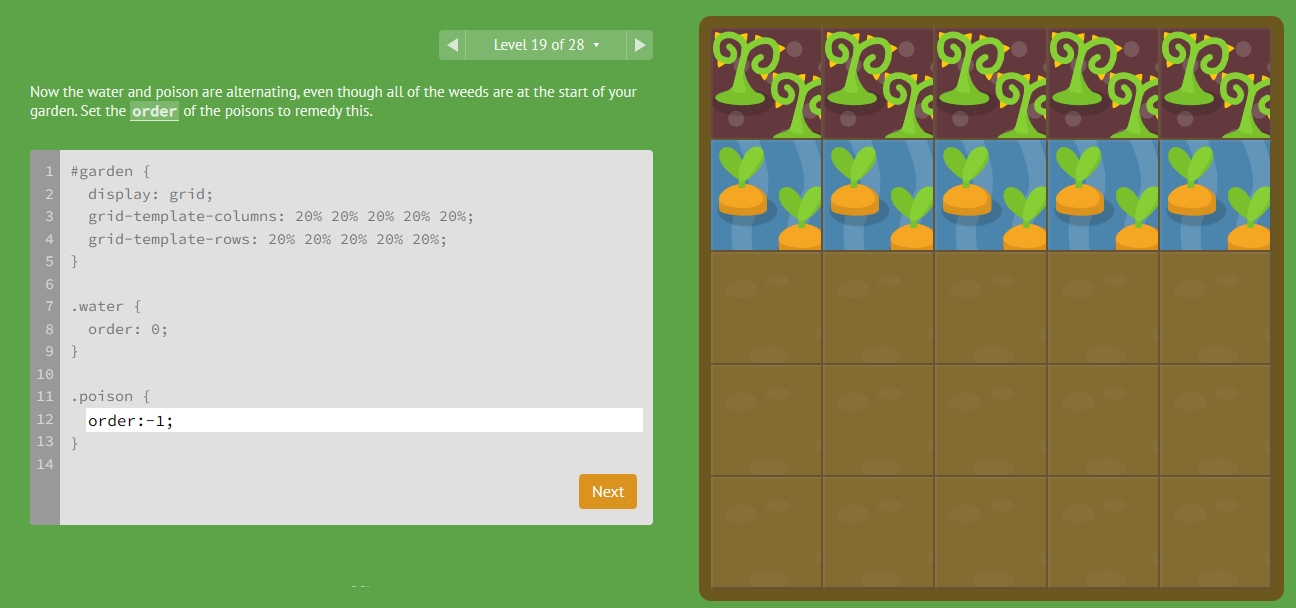 Level 19 of 28
Now the water and poison are alternating, even though all of the weeds are at the start of your
garden. Set the order of the poisons to remedy this.
1 #garden {
2 display: grid;
3 grid-template-columns: 20% 20% 20% 20% 20%;
4 grid-template-rows: 20% 20% 20% 20% 20%;
5 }
6
7 .water {
8 order: 0;
9 }
10
11 .poison {
12 order:-1;
13 }
14
Next